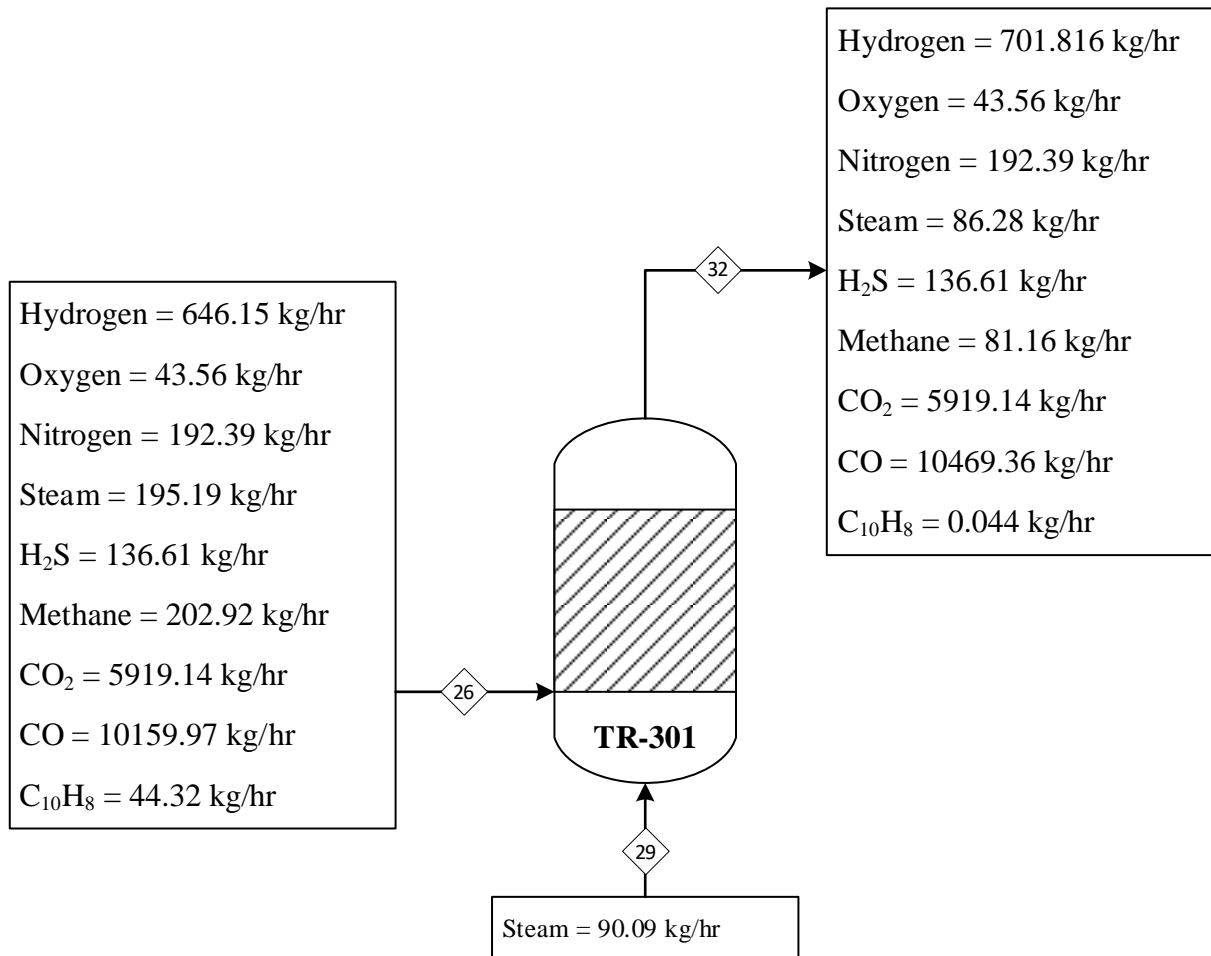 Hydrogen = 646.15 kg/hr
Oxygen = 43.56 kg/hr
Nitrogen = 192.39 kg/hr
Steam = 195.19 kg/hr
H₂S = 136.61 kg/hr
Methane = 202.92 kg/hr
CO₂ = 5919.14 kg/hr
CO = 10159.97 kg/hr
C₁₀H₈ = 44.32 kg/hr
26
TR-301
29
Steam = 90.09 kg/hr
32
Hydrogen = 701.816 kg/hr
Oxygen = 43.56 kg/hr
Nitrogen = 192.39 kg/hr
Steam = 86.28 kg/hr
H₂S = 136.61 kg/hr
Methane = 81.16 kg/hr
CO₂ = 5919.14 kg/hr
CO = 10469.36 kg/hr
C₁₀H₈ = 0.044 kg/hr